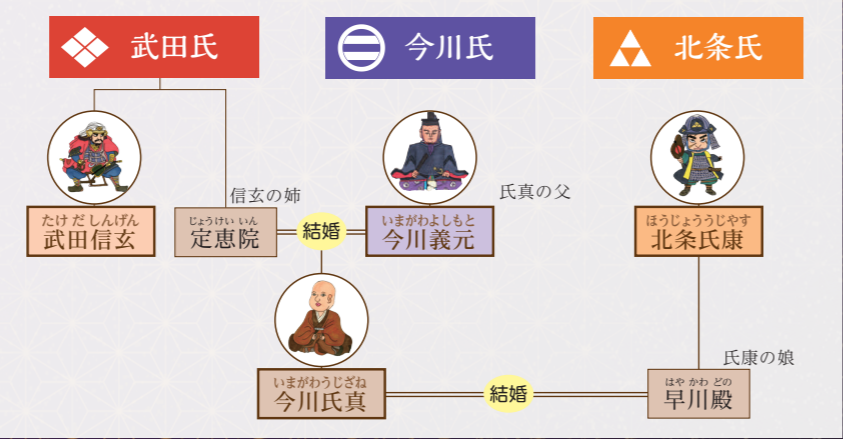 武田氏
今川氏
北条氏
信玄の姉
氏真の父
たけ だ しんげん
武田信玄
じょうけい いん
定恵院
結婚
いまがわよしもと
今川義元
ほうじょううじやす
北条氏康
氏康の娘
いまがわうじざね
今川氏真
結婚
はや かわ どの
早川殿